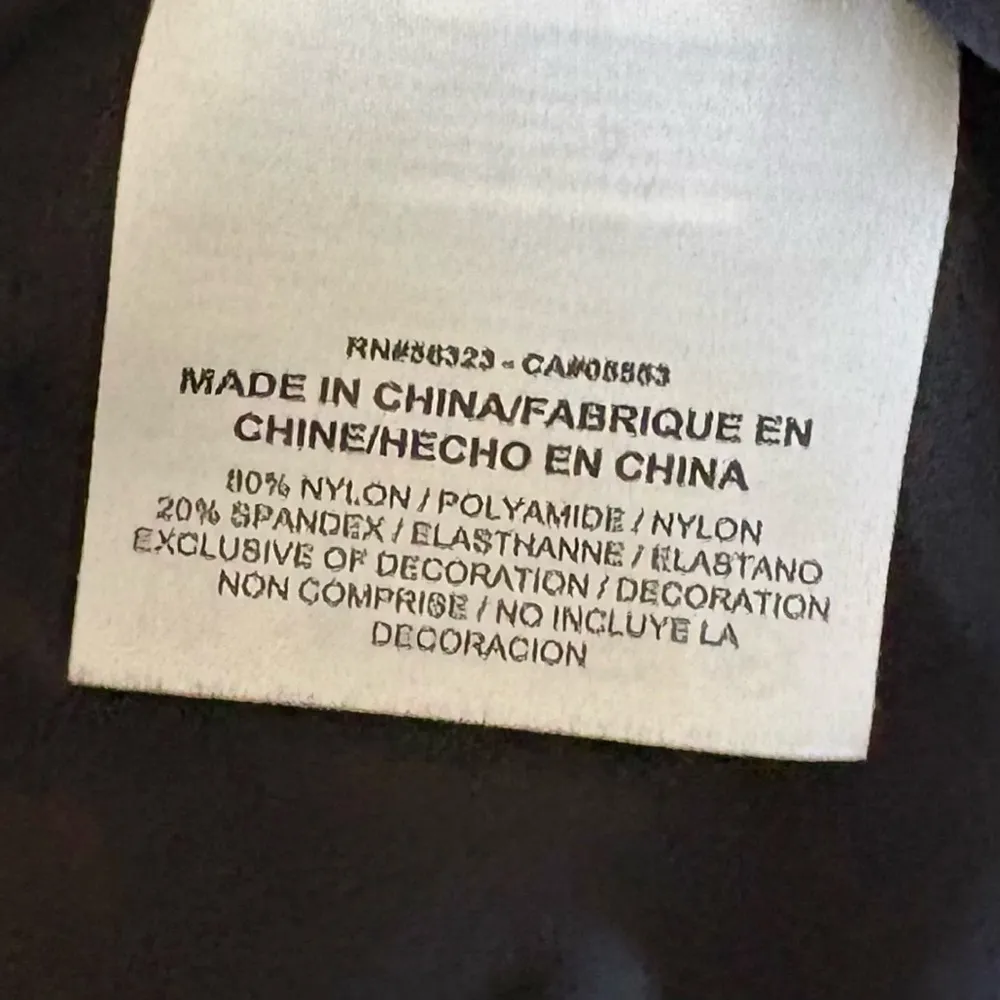 MADE IN CHINA/FABRIQUE EN
CHINE/HECHO EN CHINA
80% NYLON / POLYAMIDE / NYLON
20% SPANDEX / ELASTHANNE / ELASTANO
EXCLUSIVE OF DECORATION / DECORATION
NON COMPRISE / NO INCLUYE LA
DECORACION